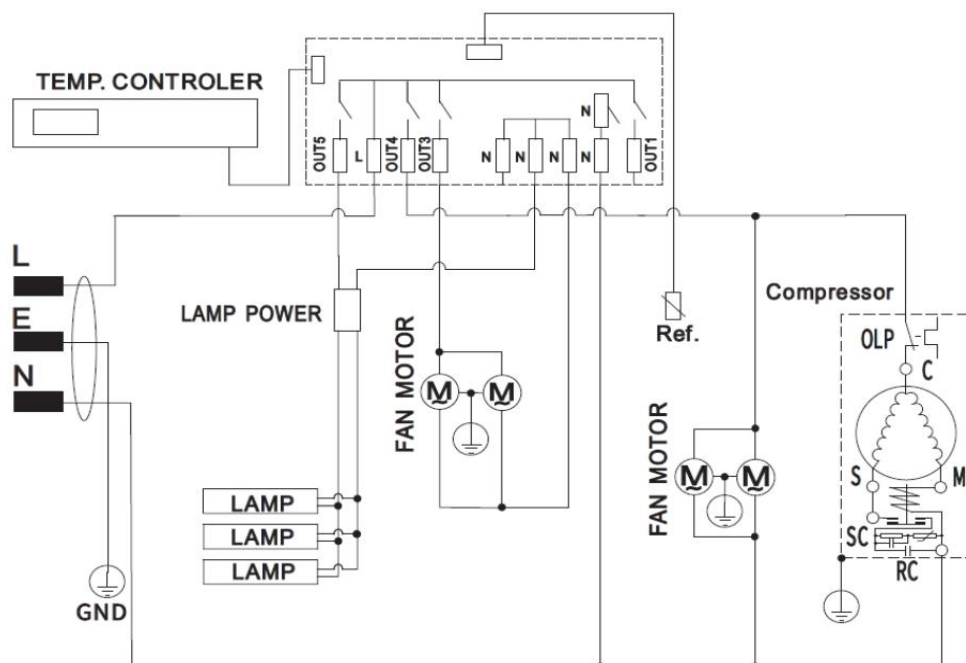 TEMP. CONTROLER
OUT5
L
OUT4
OUT3
N
N
N
N
N
OUT1
L
E
N
LAMP POWER
Ref.
Compressor
OLP
C
FAN MOTOR
M
M
FAN MOTOR
M
M
S
M
SC
RC
LAMP
LAMP
LAMP
GND